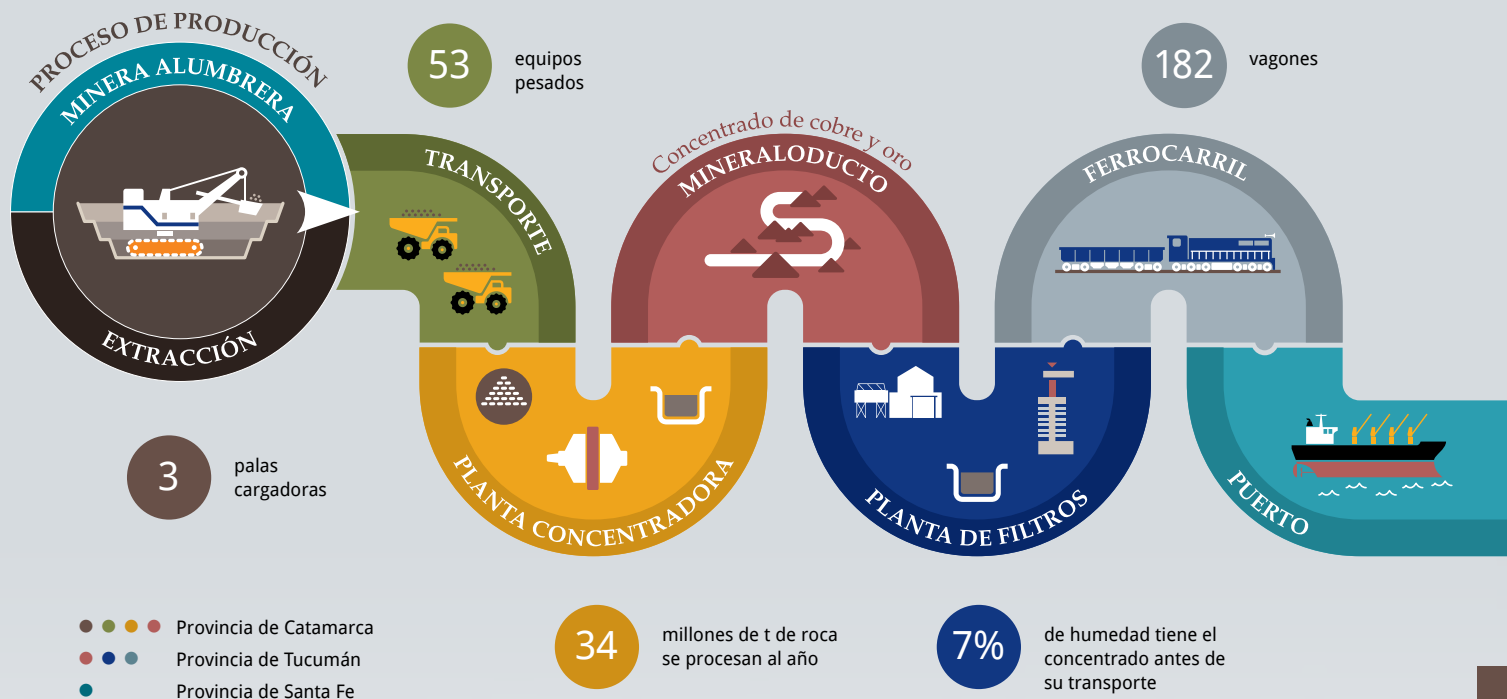 PROCESO DE PRODUCCIÓN
MINERA ALUMBRERA
EXTRACCIÓN
3
palas
cargadoras
53
equipos
pesados
TRANSPORTE
PLANTA CONCENTRADORA
34
millones de t de roca
se procesan al año
Concentrado de cobre y oro
MINERALODUCTO
PLANTA DE FILTROS
7%
de humedad tiene el
concentrado antes de
su transporte
182
vagones
FERROCARRIL
PUERTO
Provincia de Catamarca
Provincia de Tucumán
Provincia de Santa Fe